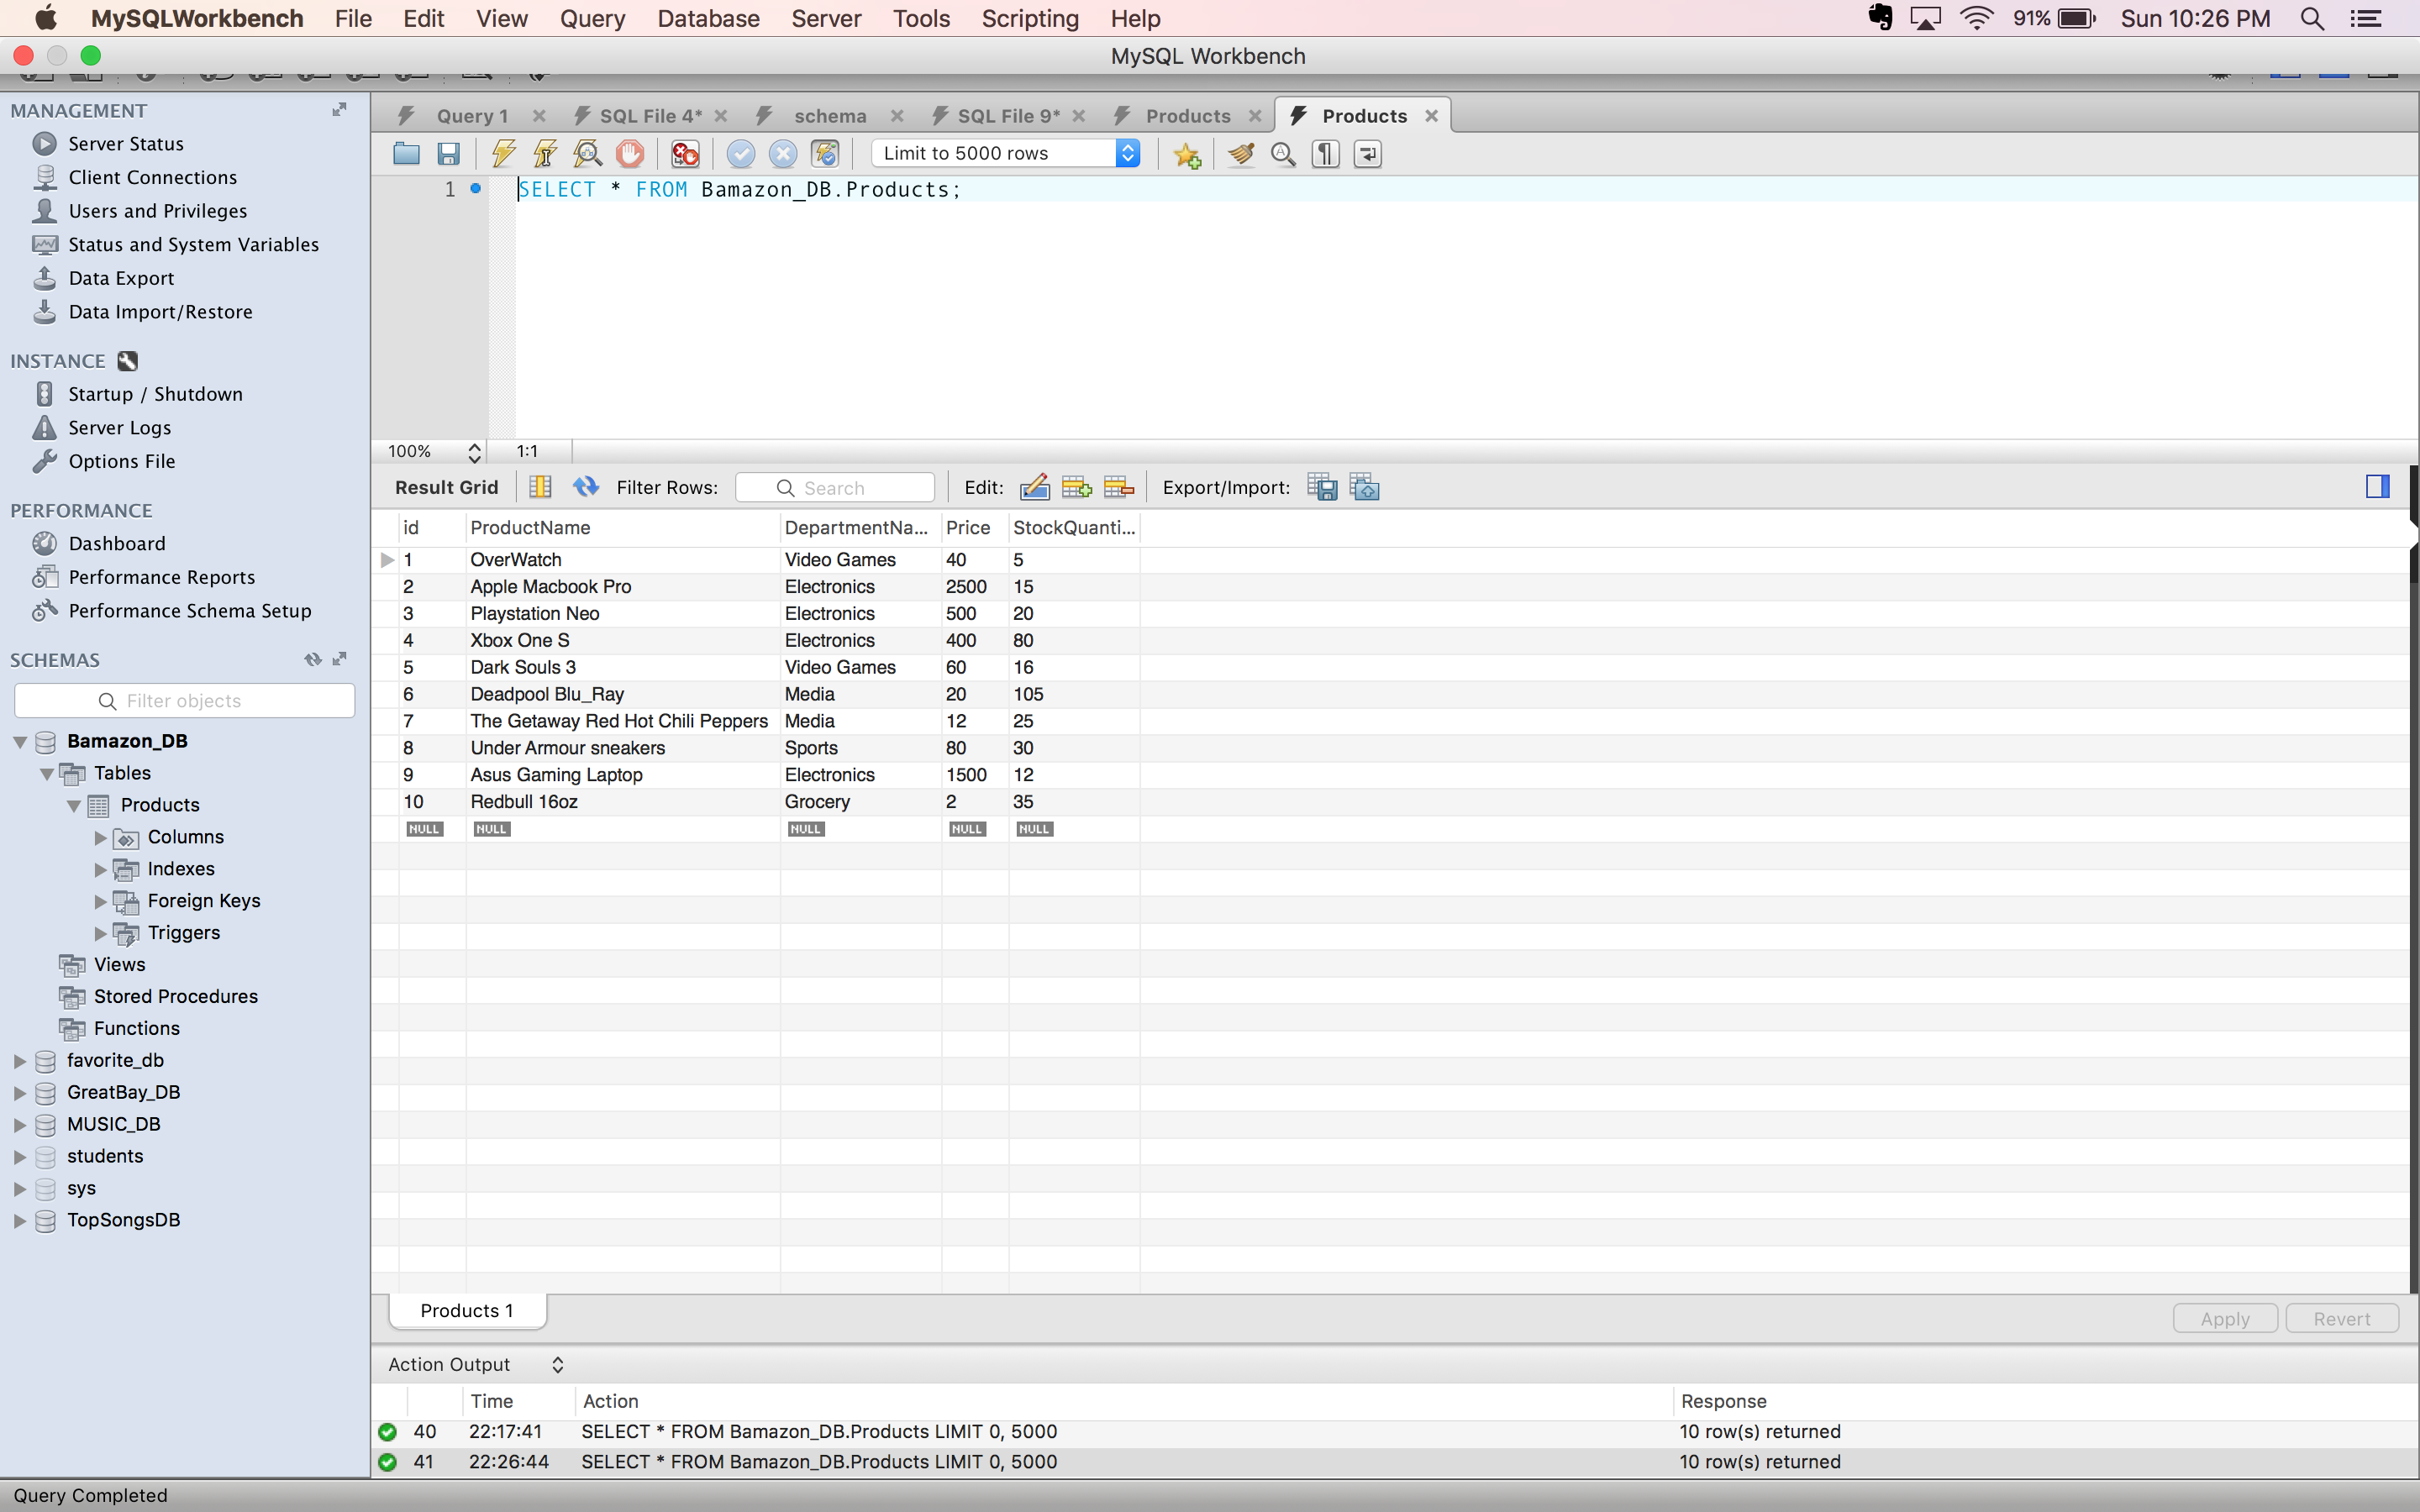 MySQLWorkbench File Edit View Query Database Server Tools Scripting Help 91% Sun 10:26 PM
MySQL Workbench
MANAGEMENT
Server Status
Client Connections
Users and Privileges
Status and System Variables
Data Export
Data Import/Restore
INSTANCE
Startup / Shutdown
Server Logs
Options File
PERFORMANCE
Dashboard
Performance Reports
Performance Schema Setup
SCHEMAS
Filter objects
Bamazon_DB
Tables
Products
Columns
Indexes
Foreign Keys
Triggers
Views
Stored Procedures
Functions
favorite_db
GreatBay_DB
MUSIC_DB
students
sys
TopSongsDB
Query 1 SQL File 4* schema SQL File 9* Products Products
Limit to 5000 rows
1 SELECT * FROM Bamazon_DB.Products;
100% 1:1
Result Grid Filter Rows: Search Edit: Export/Import:
id ProductName DepartmentNa... Price StockQuanti...
1 OverWatch Video Games 40 5
2 Apple Macbook Pro Electronics 2500 15
3 Playstation Neo Electronics 500 20
4 Xbox One S Electronics 400 80
5 Dark Souls 3 Video Games 60 16
6 Deadpool Blu_Ray Media 20 105
7 The Getaway Red Hot Chili Peppers Media 12 25
8 Under Armour sneakers Sports 80 30
9 Asus Gaming Laptop Electronics 1500 12
10 Redbull 16oz Grocery 2 35
NULL NULL NULL NULL NULL
Products 1 Apply Revert
Action Output
Time Action Response
40 22:17:41 SELECT * FROM Bamazon_DB.Products LIMIT 0, 5000 10 row(s) returned
41 22:26:44 SELECT * FROM Bamazon_DB.Products LIMIT 0, 5000 10 row(s) returned
Query Completed